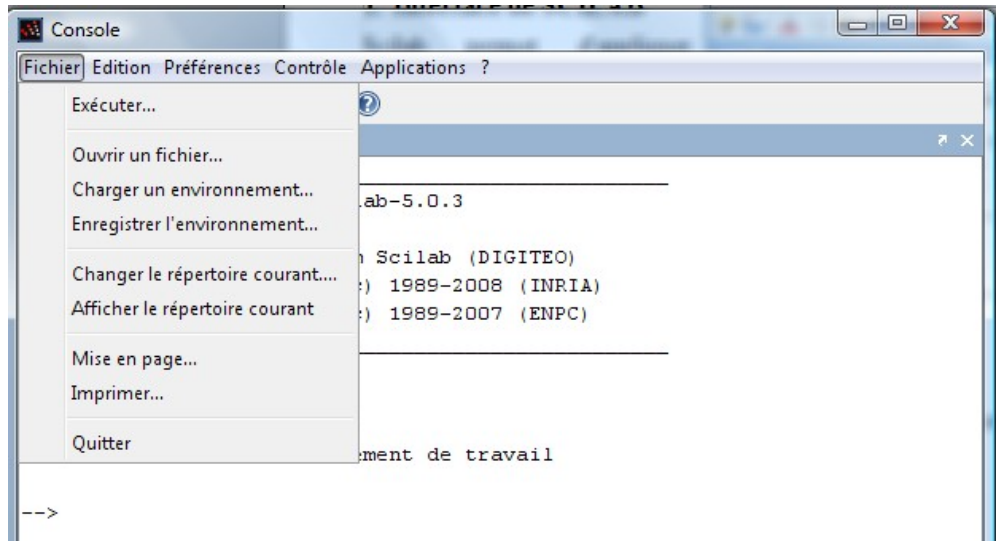 Console
Fichier Edition Préférences Contrôle Applications ?
Exécuter...
Ouvrir un fichier...
Charger un environnement...
Enregistrer l'environnement...
Changer le répertoire courant....
Afficher le répertoire courant
Mise en page...
Imprimer...
Quitter
ab-5.0.3
Scilab (DIGITEO)
) 1989-2008 (INRIA)
) 1989-2007 (ENPC)
ement de travail
-->